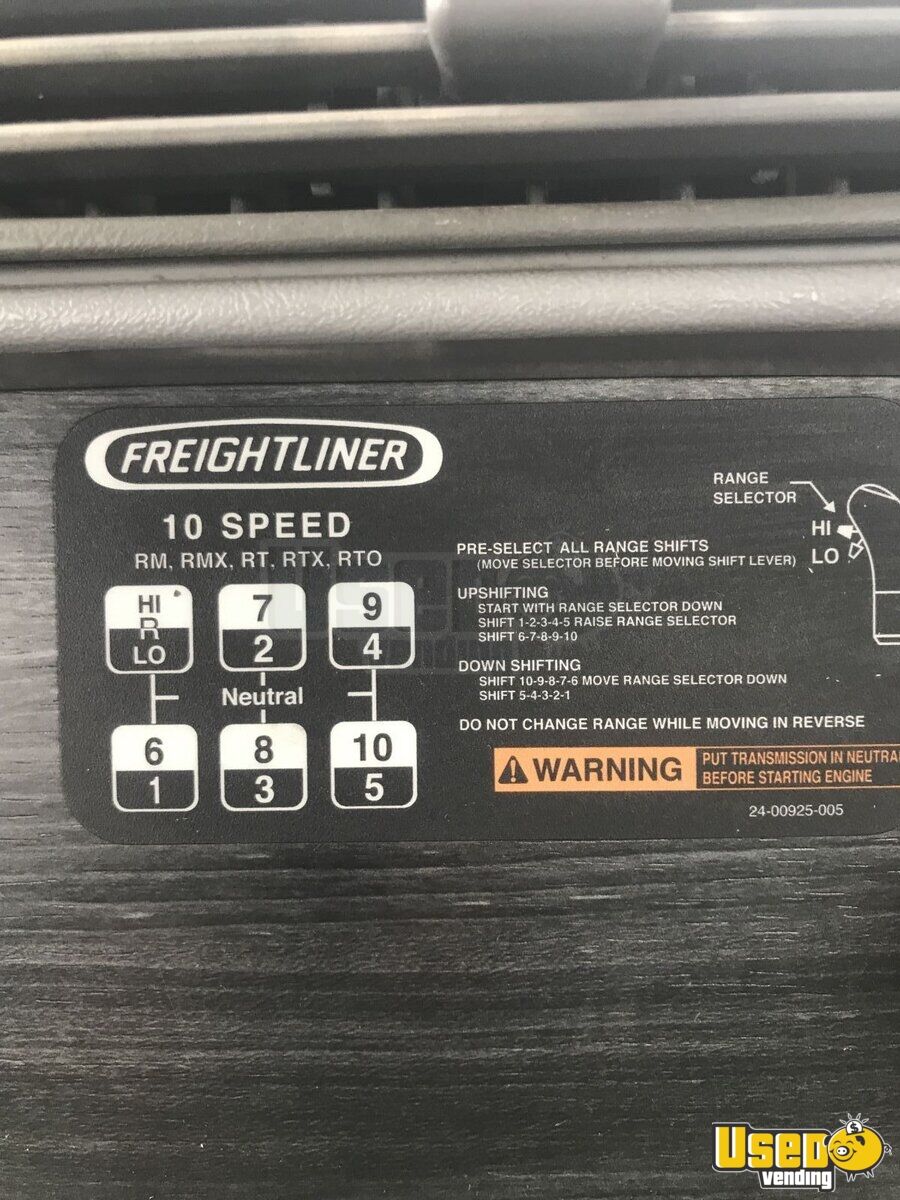 FREIGHTLINER
10 SPEED
RM, RMX, RT, RTX, RTO
HI
R
LO
7
2
9
4
Neutral
6
1
8
3
10
5
RANGE
SELECTOR
HI
LO
PRE-SELECT ALL RANGE SHIFTS
(MOVE SELECTOR BEFORE MOVING SHIFT LEVER)
UPSHIFTING
START WITH RANGE SELECTOR DOWN
SHIFT 1-2-3-4-5 RAISE RANGE SELECTOR
SHIFT 6-7-8-9-10
DOWN SHIFTING
SHIFT 10-9-8-7-6 MOVE RANGE SELECTOR DOWN
SHIFT 5-4-3-2-1
DO NOT CHANGE RANGE WHILE MOVING IN REVERSE
WARNING
PUT TRANSMISSION IN NEUTRAL
BEFORE STARTING ENGINE
24-00925-005
Used
vending